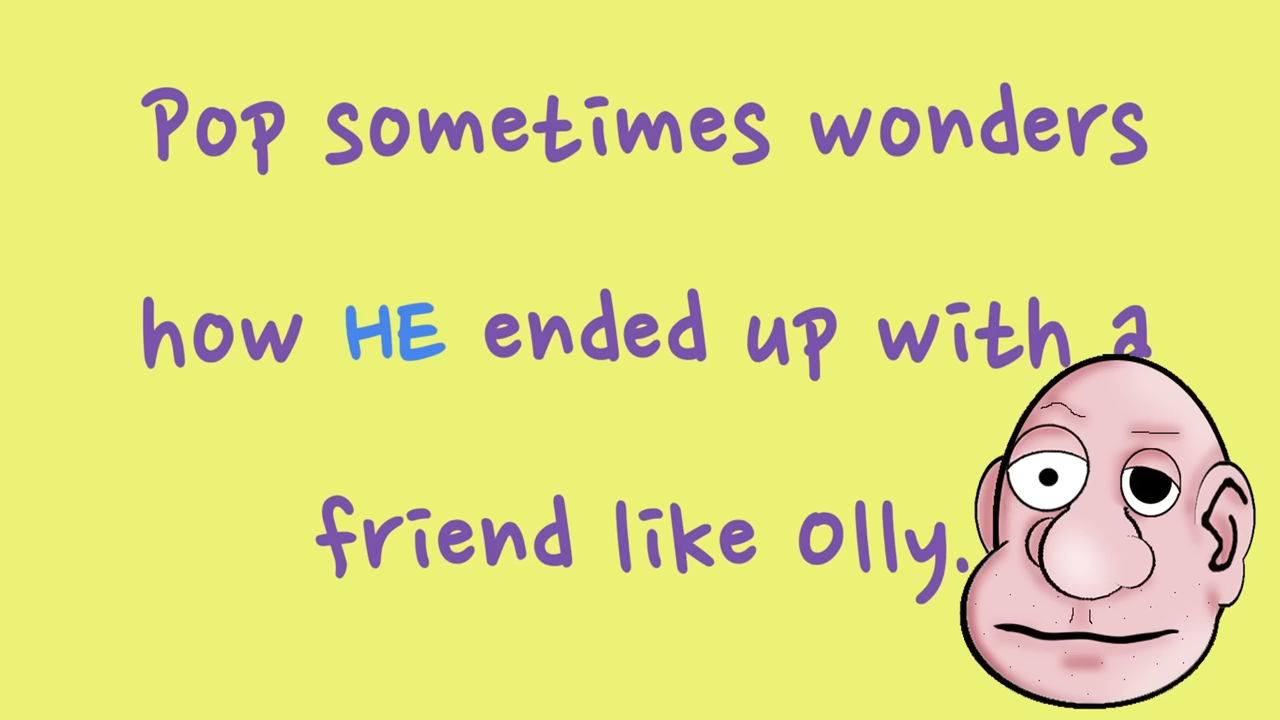 Pop sometimes wonders
how HE ended up with a
friend like Olly.